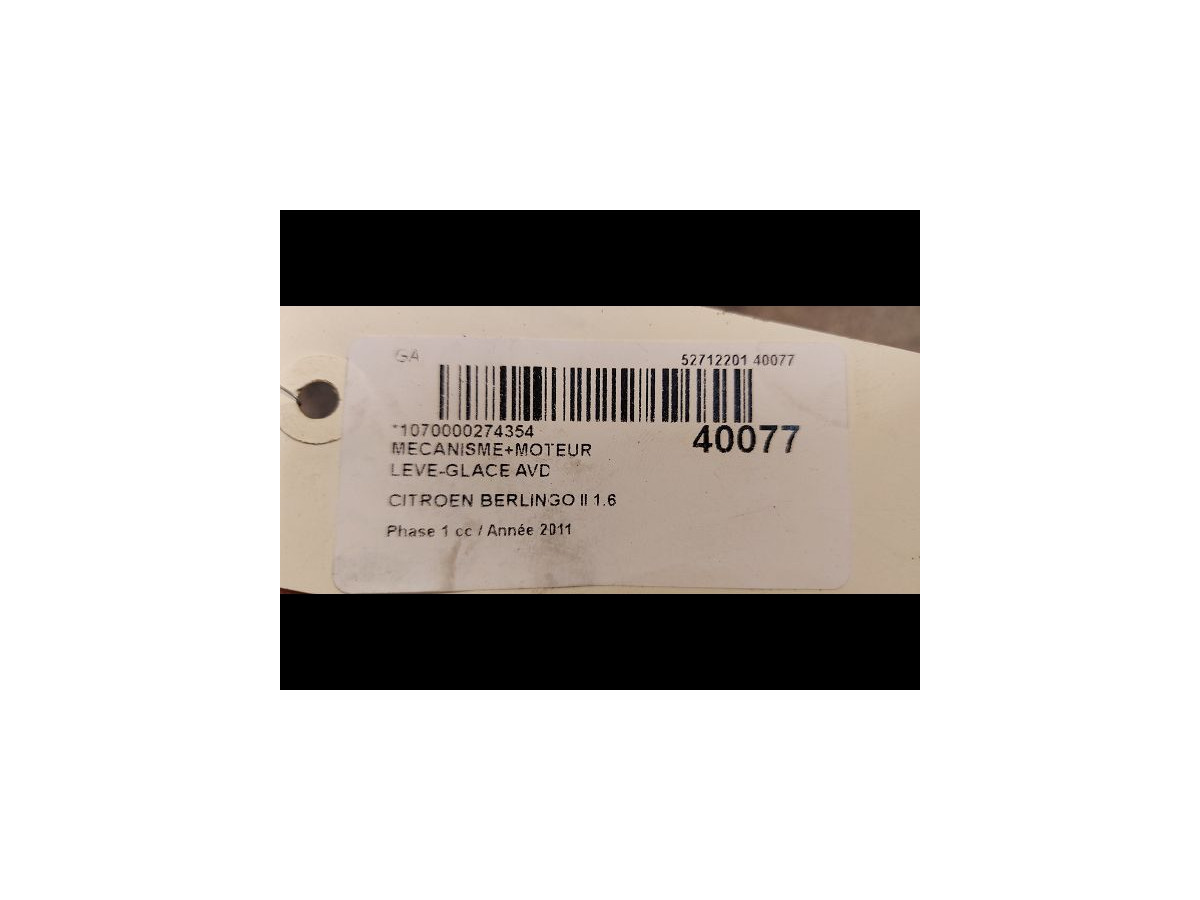 GA
52712201 40077
*1070000274354
40077
MECANISME+MOTEUR
LEVE-GLACE AVD
CITROEN BERLINGO II 1.6
Phase 1 cc / Année 2011